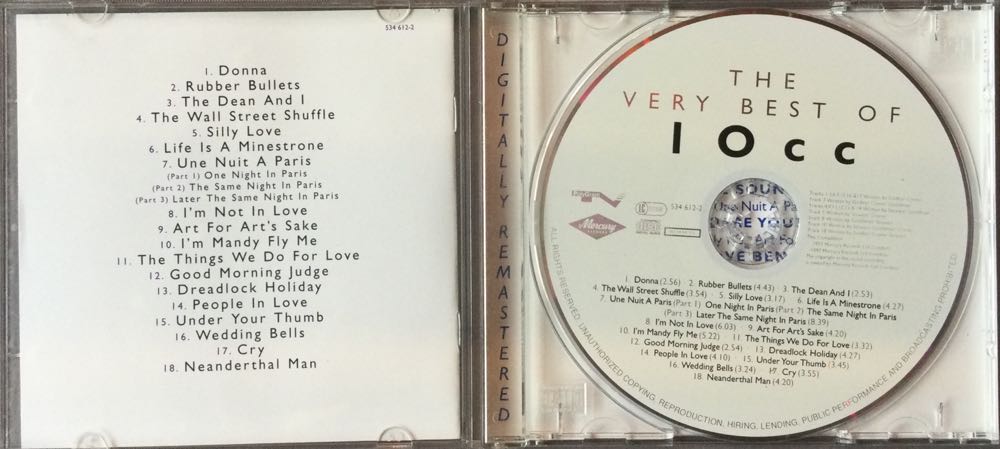 534 612-2
1. Donna
2. Rubber Bullets
3. The Dean And I
4. The Wall Street Shuffle
5. Silly Love
6. Life Is A Minestrone
7. Une Nuit A Paris
(Part 1) One Night In Paris
(Part 2) The Same Night In Paris
(Part 3) Later The Same Night In Paris
8. I'm Not In Love
9. Art For Art's Sake
10. I'm Mandy Fly Me
11. The Things We Do For Love
12. Good Morning Judge
13. Dreadlock Holiday
14. People In Love
15. Under Your Thumb
16. Wedding Bells
17. Cry
18. Neanderthal Man
DIGITALLY REMASTERED
THE
VERY BEST OF
10cc
TV
Mercury
534 612-2
SOUN
Une Nuit A Pa
ARE YOU
Art Fo
VE BEN
1. Donna (2.56) 2. Rubber Bullets (4.43) 3. The Dean And I (2.53)
4. The Wall Street Shuffle (3.54) 5. Silly Love (3.17) 6. Life Is A Minestrone (4.27)
7. Une Nuit A Paris (Part 1) One Night In Paris (Part 2) The Same Night In Paris
(Part 3) Later The Same Night In Paris (8.39)
8. I'm Not In Love (6.03) 9. Art For Art's Sake (4.20)
10. I'm Mandy Fly Me (5.22) 11. The Things We Do For Love (3.32)
12. Good Morning Judge (2.54) 13. Dreadlock Holiday (4.27)
14. People In Love (4.10) 15. Under Your Thumb (3.45)
16. Wedding Bells (3.24) 17. Cry (3.55)
18. Neanderthal Man (4.20)
ALL RIGHTS RESERVED. UNAUTHORIZED COPYING, REPRODUCTION, HIRING, LENDING, PUBLIC PERFORMANCE AND BROADCASTING PROHIBITED